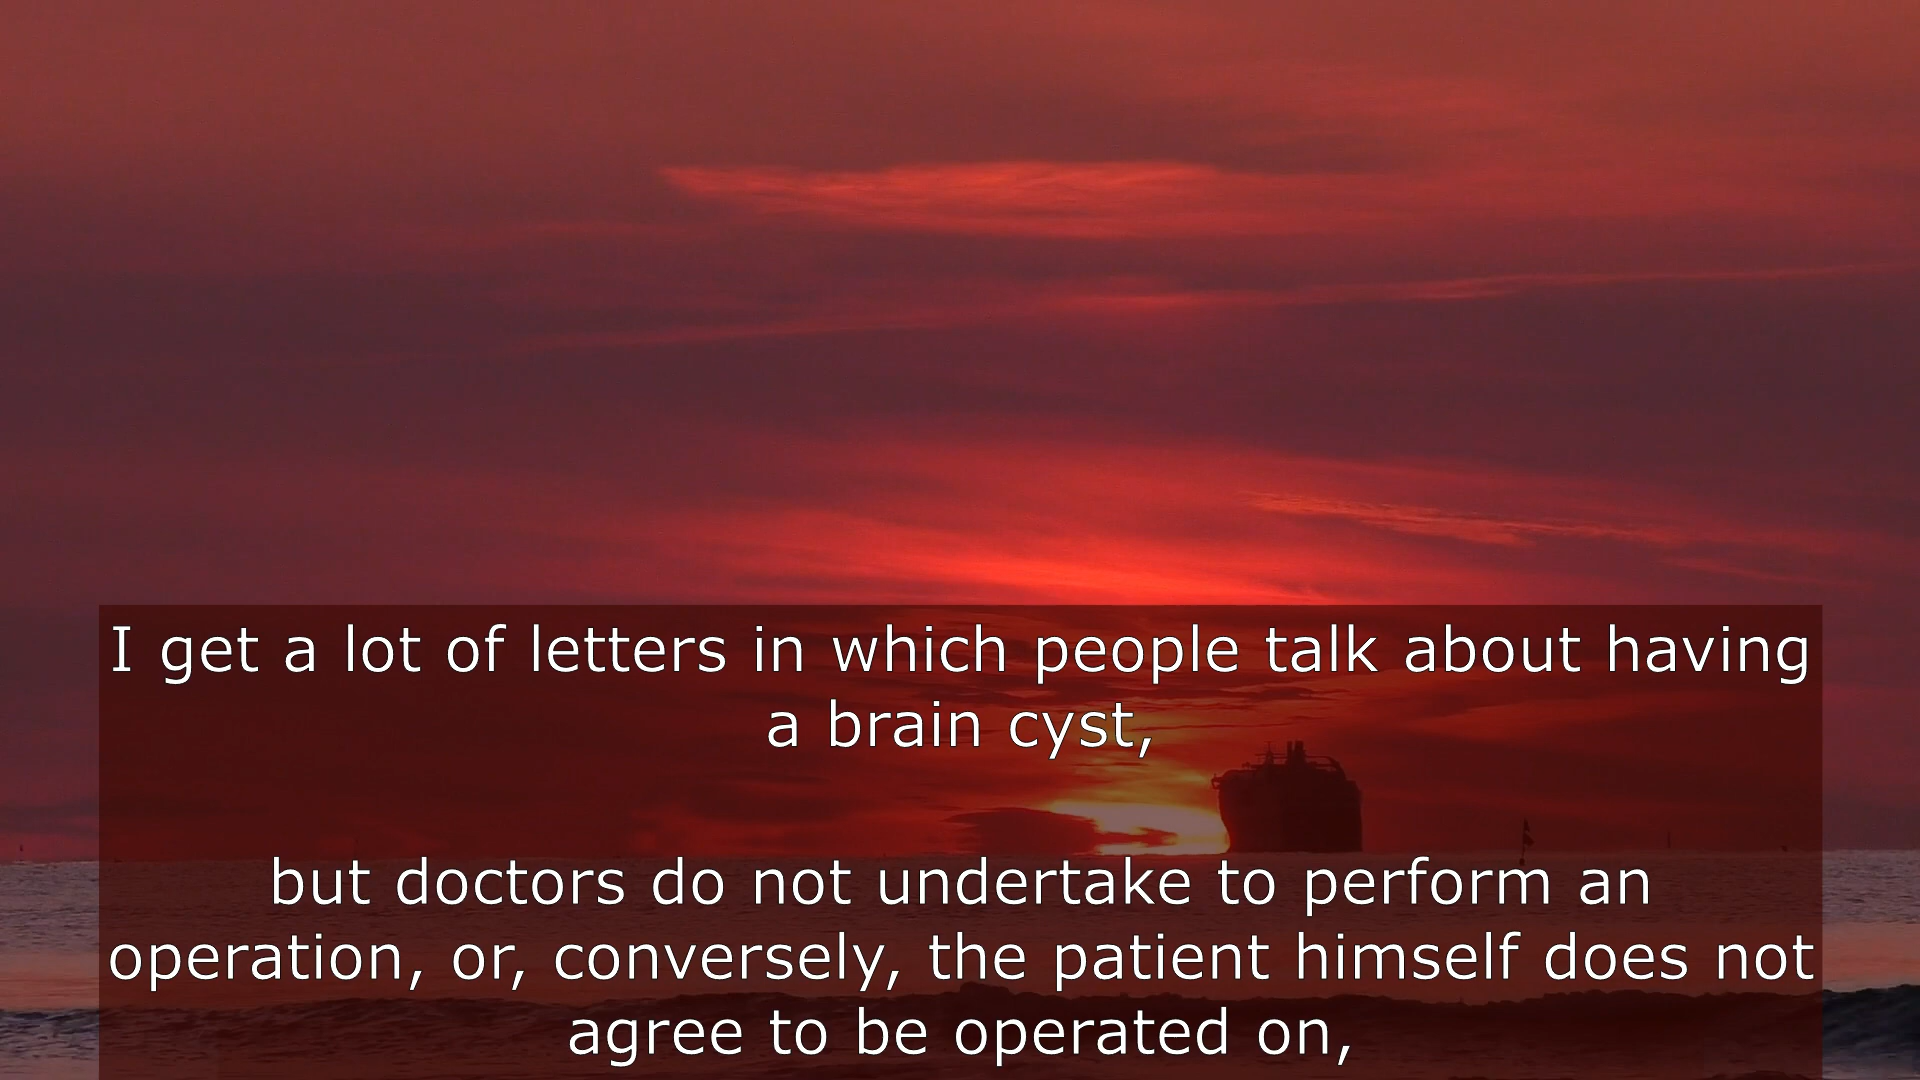 I get a lot of letters in which people talk about having
a brain cyst,
but doctors do not undertake to perform an
operation, or, conversely, the patient himself does not
agree to be operated on,